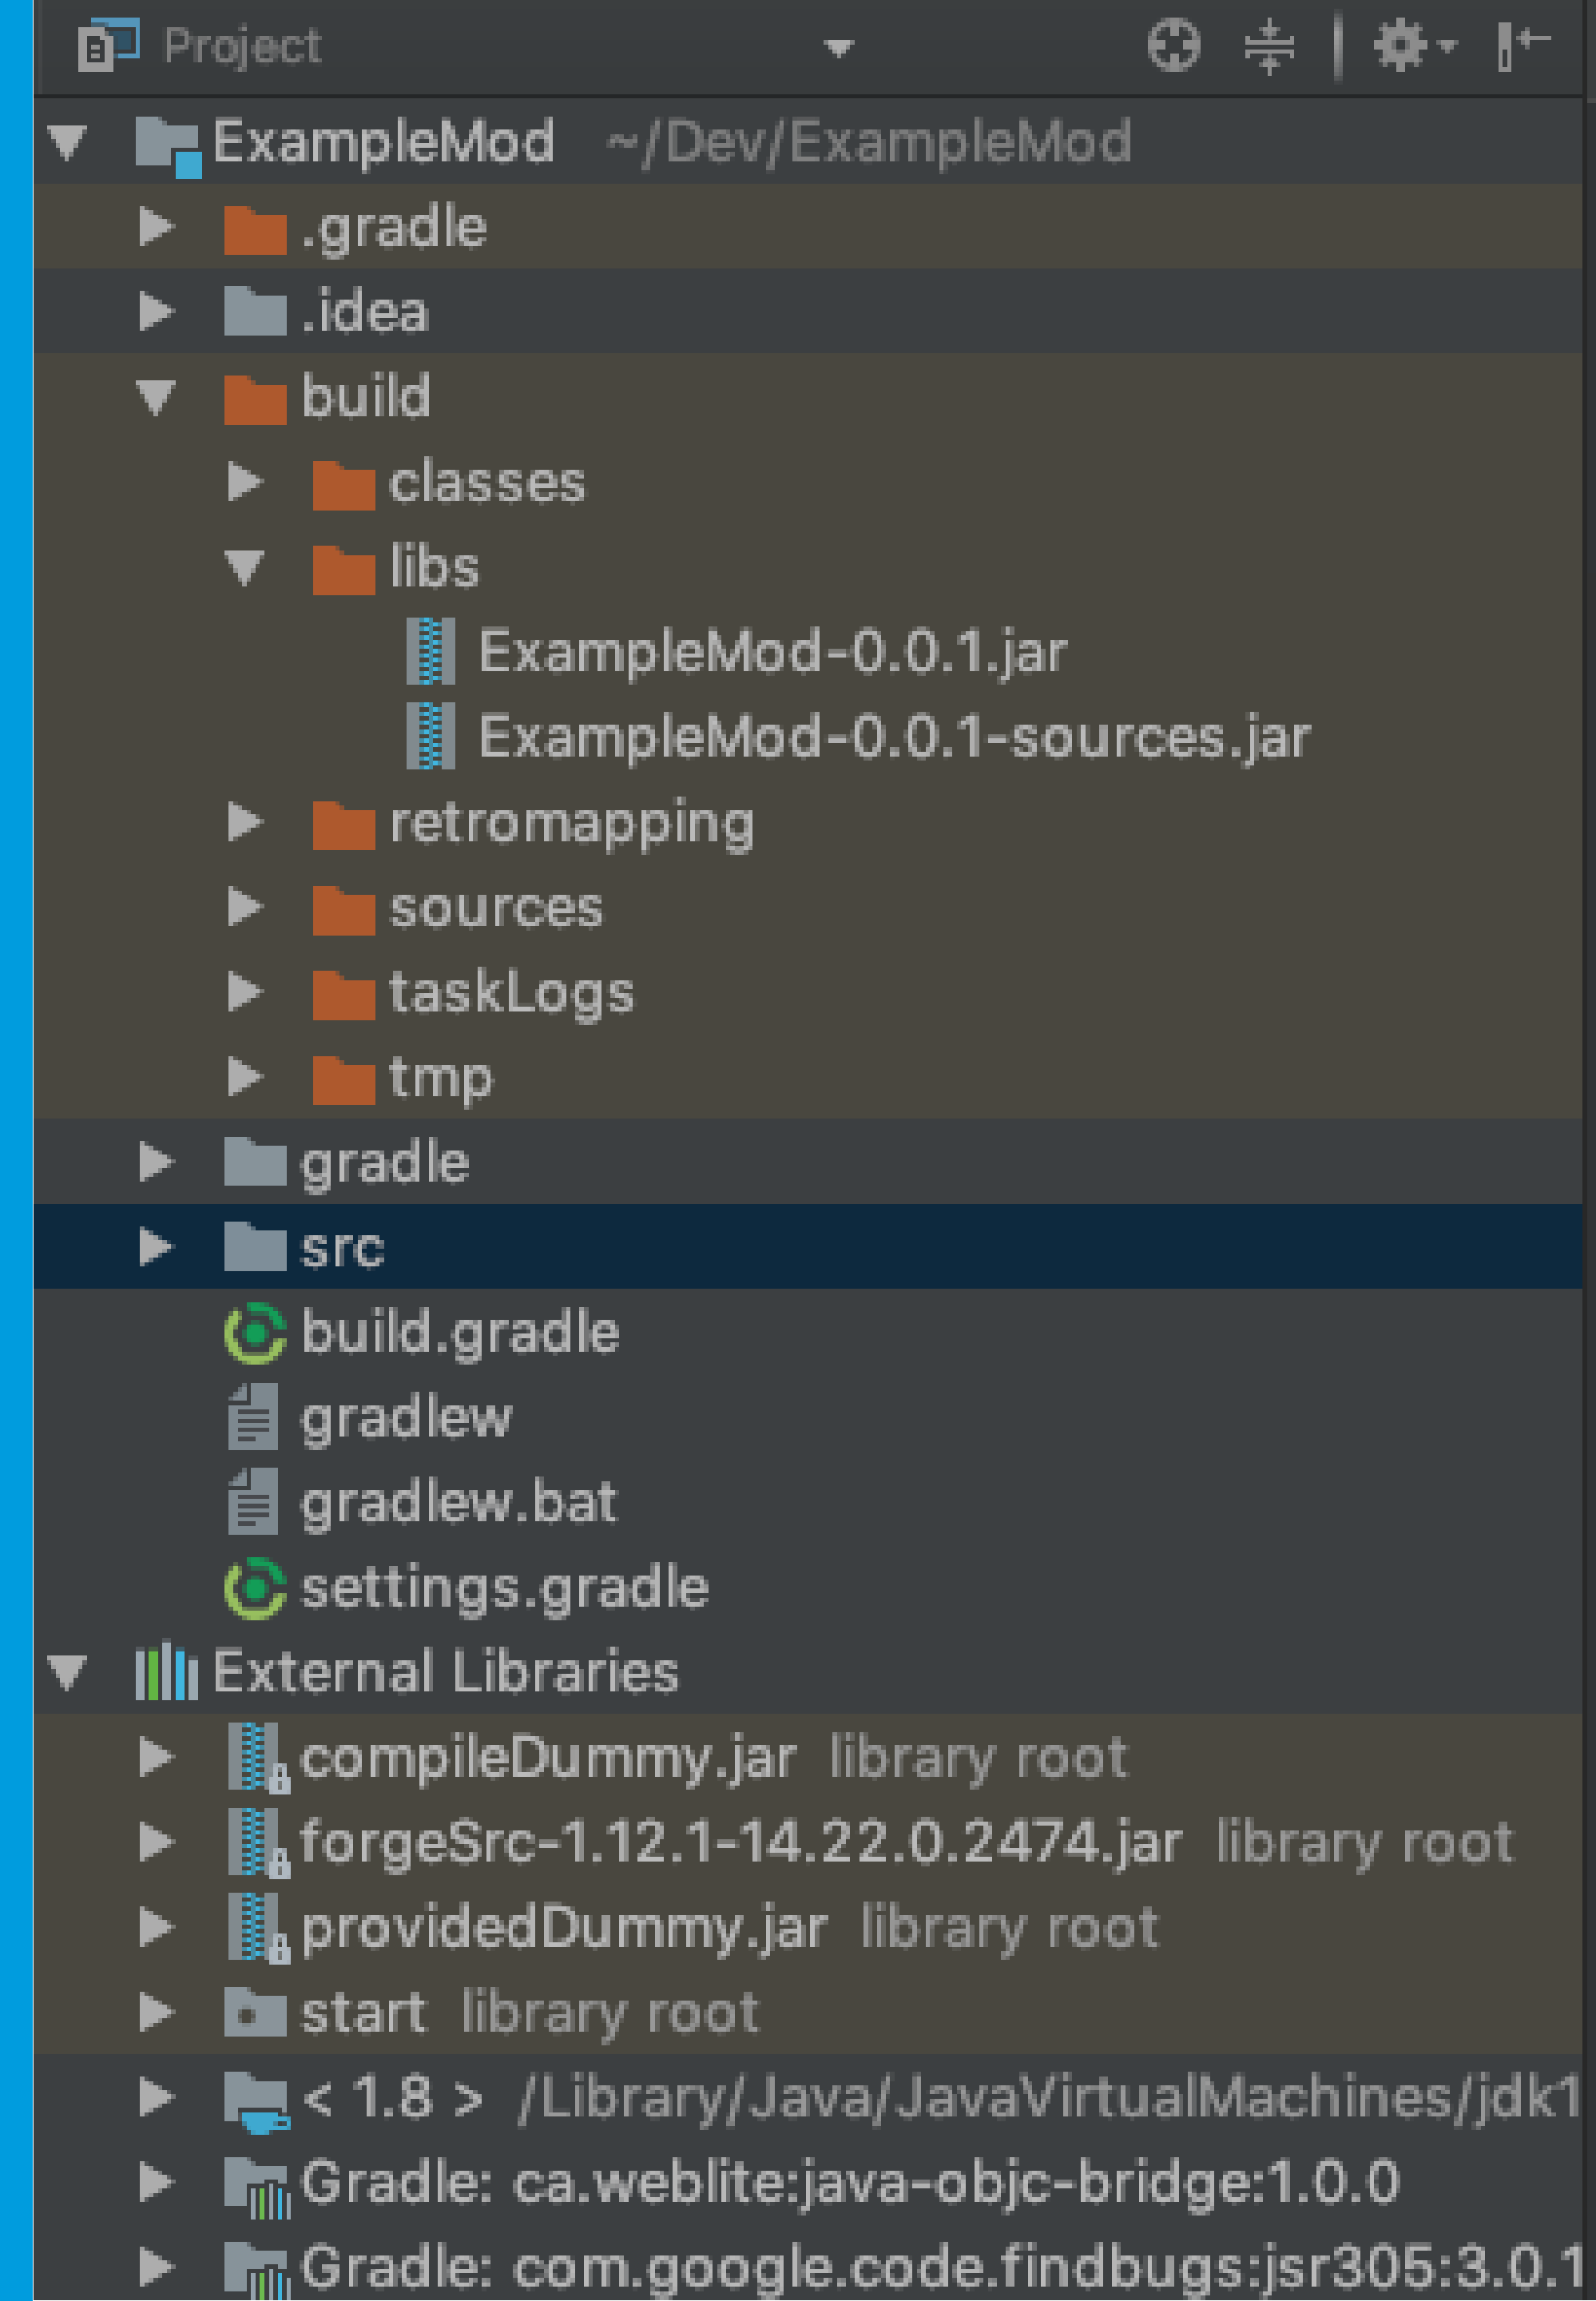 Project
ExampleMod ~/Dev/ExampleMod
.gradle
.idea
build
classes
libs
ExampleMod-0.0.1.jar
ExampleMod-0.0.1-sources.jar
retromapping
sources
taskLogs
tmp
gradle
src
build.gradle
gradlew
gradlew.bat
settings.gradle
External Libraries
compileDummy.jar library root
forgeSrc-1.12.1-14.22.0.2474.jar library root
providedDummy.jar library root
start library root
< 1.8 > /Library/Java/JavaVirtualMachines/jdk1
Gradle: ca.weblite:java-objc-bridge:1.0.0
Gradle: com.google.code.findbugs:jsr305:3.0.1